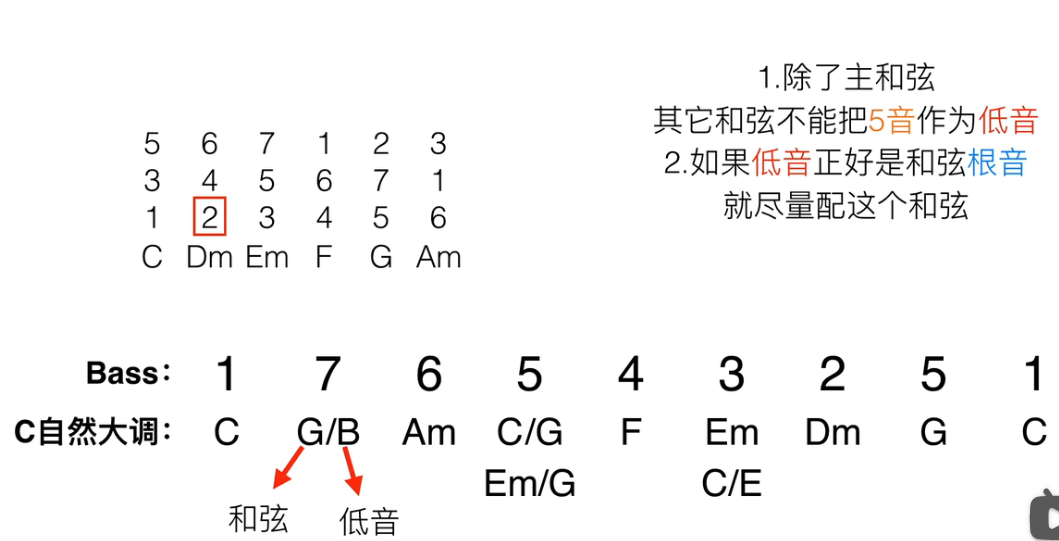 1.除了主和弦
其它和弦不能把5音作为低音
2.如果低音正好是和弦根音
就尽量配这个和弦
5 6 7 1 2 3
3 4 5 6 7 1
1 2 3 4 5 6
C Dm Em F G Am
Bass: 1 7 6 5 4 3 2 5 1
C自然大调: C G/B Am C/G F Em Dm G C
Em/G C/E
和弦 低音